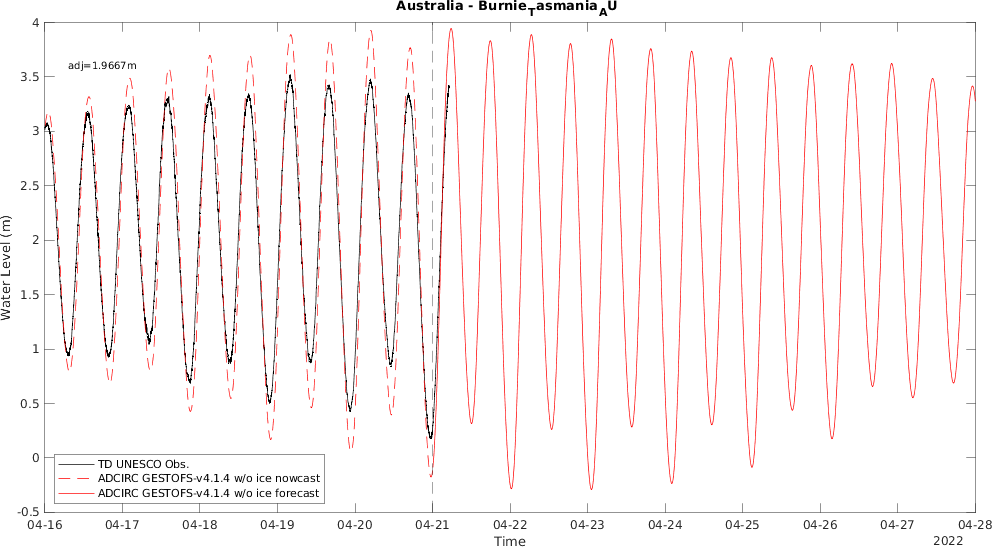 Australia - Burnie_Tasmania_AU
adj=1.9667m
4
3.5
3
2.5
2
1.5
1
0.5
0
-0.5
Water Level (m)
TD UNESCO Obs.
ADCIRC GESTOFS-v4.1.4 w/o ice nowcast
ADCIRC GESTOFS-v4.1.4 w/o ice forecast
04-16 04-17 04-18 04-19 04-20 04-21 04-22 04-23 04-24 04-25 04-26 04-27 04-28
Time
2022